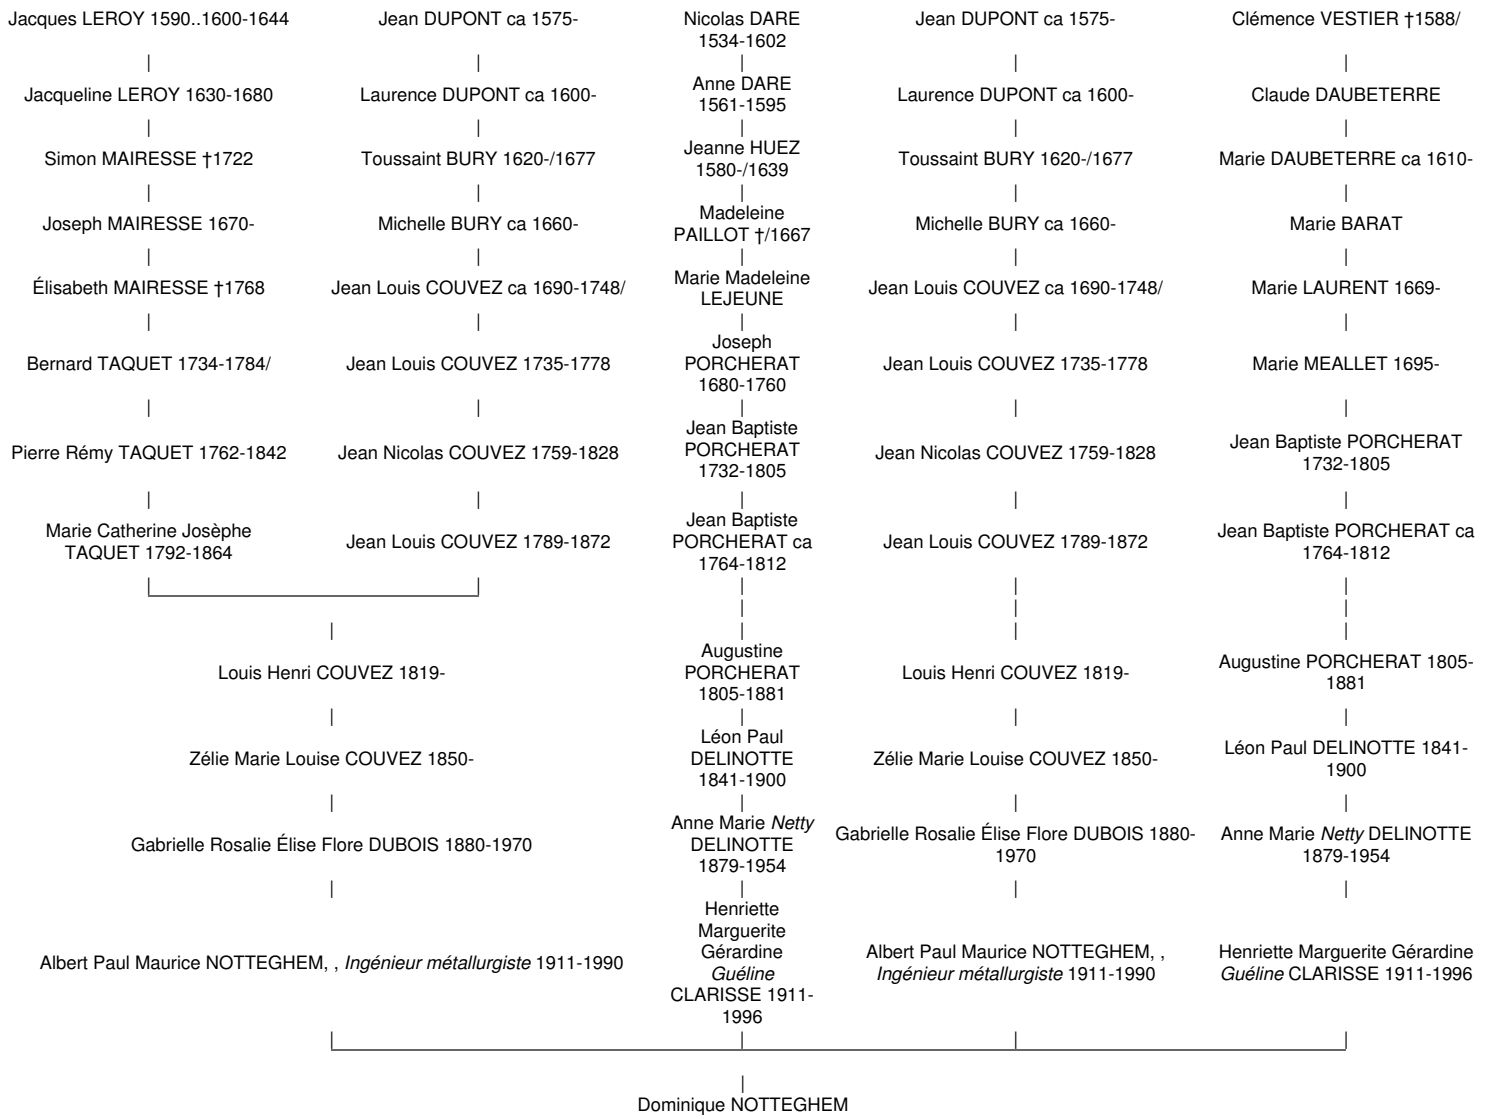 Jacques LEROY 1590..1600-1644
Jean DUPONT ca 1575-
Nicolas DARE
1534-1602
Jean DUPONT ca 1575-
Clémence VESTIER †1588/
Jacqueline LEROY 1630-1680
Laurence DUPONT ca 1600-
Anne DARE
1561-1595
Laurence DUPONT ca 1600-
Claude DAUBETERRE
Simon MAIRESSE †1722
Toussaint BURY 1620-/1677
Jeanne HUEZ
1580-/1639
Toussaint BURY 1620-/1677
Marie DAUBETERRE ca 1610-
Joseph MAIRESSE 1670-
Michelle BURY ca 1660-
Madeleine
PAILLOT †/1667
Michelle BURY ca 1660-
Marie BARAT
Élisabeth MAIRESSE †1768
Jean Louis COUVEZ ca 1690-1748/
Marie Madeleine
LEJEUNE
Jean Louis COUVEZ ca 1690-1748/
Marie LAURENT 1669-
Bernard TAQUET 1734-1784/
Jean Louis COUVEZ 1735-1778
Joseph
PORCHERAT
1680-1760
Jean Louis COUVEZ 1735-1778
Marie MEALLET 1695-
Pierre Rémy TAQUET 1762-1842
Jean Nicolas COUVEZ 1759-1828
Jean Baptiste
PORCHERAT
1732-1805
Jean Nicolas COUVEZ 1759-1828
Jean Baptiste PORCHERAT
1732-1805
Marie Catherine Josèphe
TAQUET 1792-1864
Jean Louis COUVEZ 1789-1872
Jean Baptiste
PORCHERAT ca
1764-1812
Jean Louis COUVEZ 1789-1872
Jean Baptiste PORCHERAT ca
1764-1812
Louis Henri COUVEZ 1819-
Augustine
PORCHERAT
1805-1881
Louis Henri COUVEZ 1819-
Augustine PORCHERAT 1805-
1881
Zélie Marie Louise COUVEZ 1850-
Léon Paul
DELINOTTE
1841-1900
Zélie Marie Louise COUVEZ 1850-
Léon Paul DELINOTTE 1841-
1900
Gabrielle Rosalie Élise Flore DUBOIS 1880-1970
Anne Marie Netty
DELINOTTE
1879-1954
Gabrielle Rosalie Élise Flore DUBOIS 1880-
1970
Anne Marie Netty DELINOTTE
1879-1954
Albert Paul Maurice NOTTEGHEM, , Ingénieur métallurgiste 1911-1990
Henriette
Marguerite
Gérardine
Guéline
CLARISSE 1911-
1996
Albert Paul Maurice NOTTEGHEM, ,
Ingénieur métallurgiste 1911-1990
Henriette Marguerite Gérardine
Guéline CLARISSE 1911-1996
Dominique NOTTEGHEM